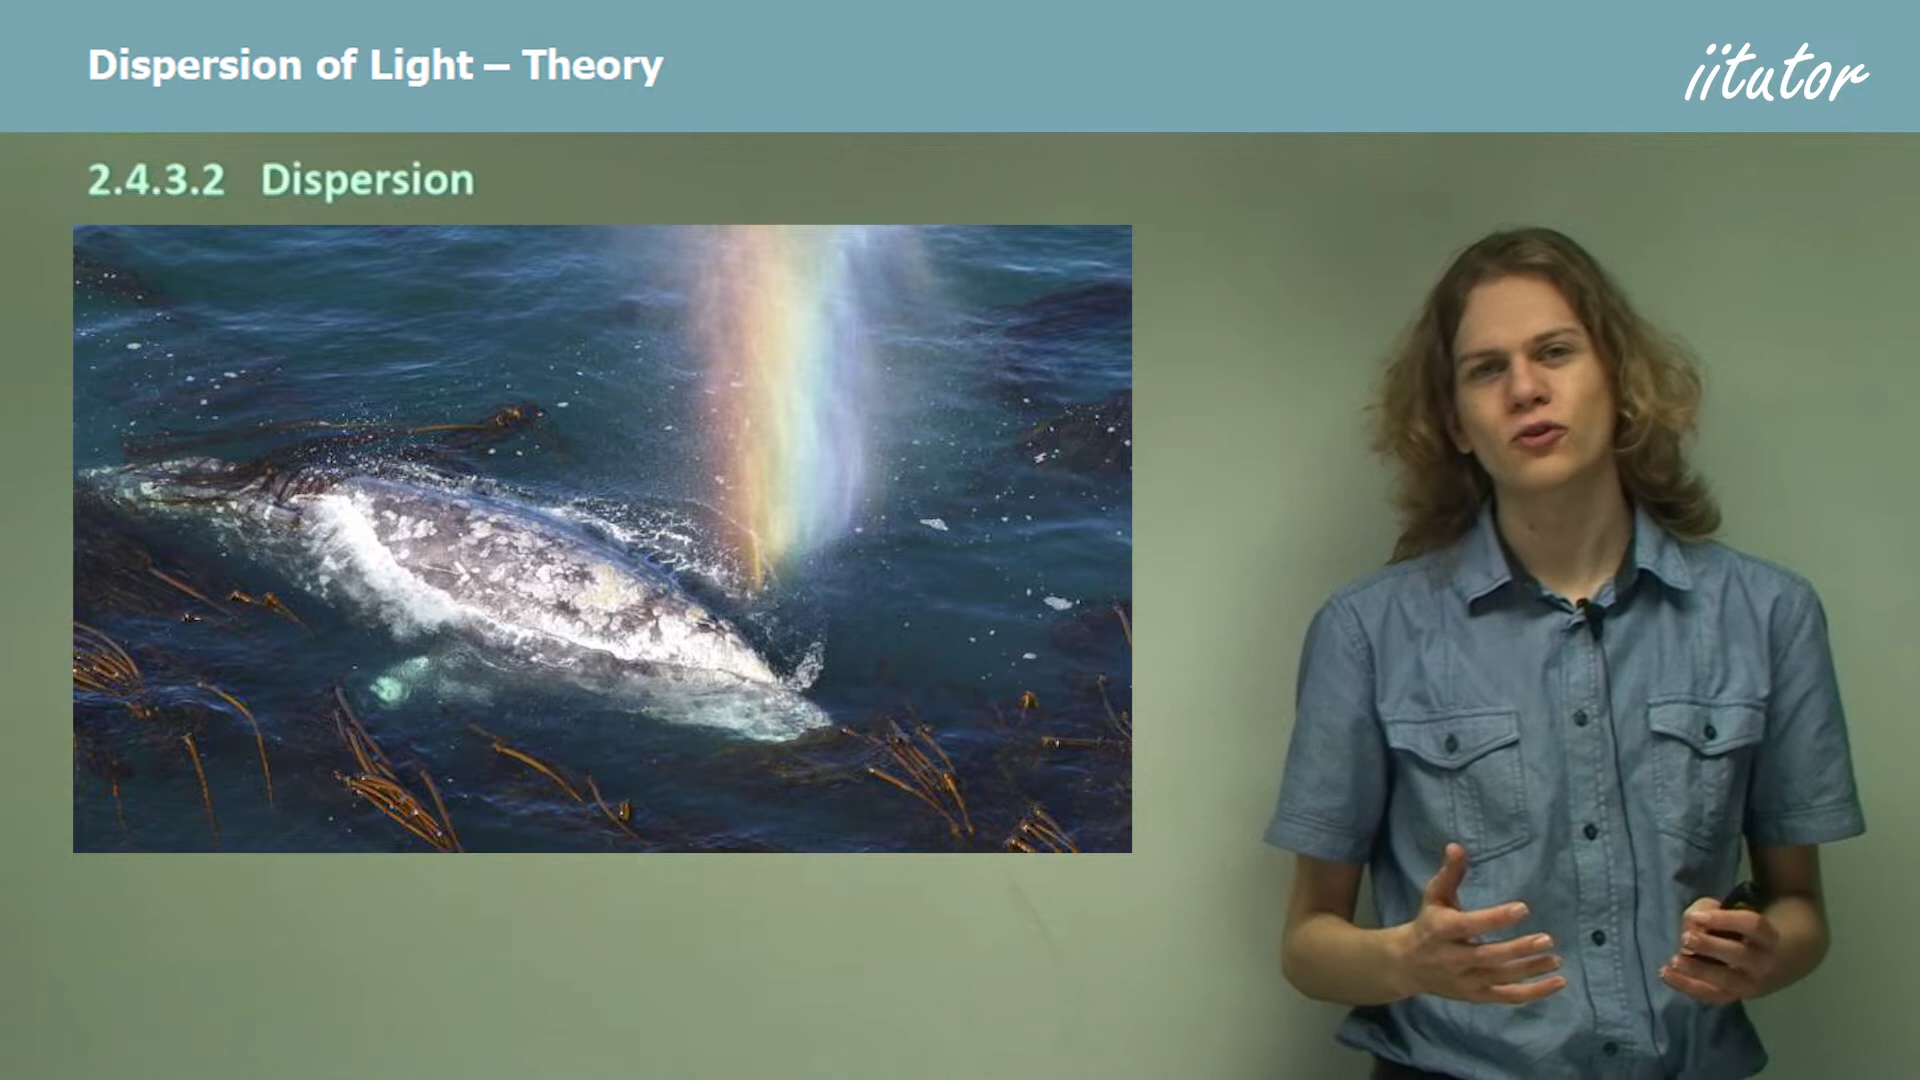 Dispersion of Light – Theory
iitutor
2.4.3.2 Dispersion